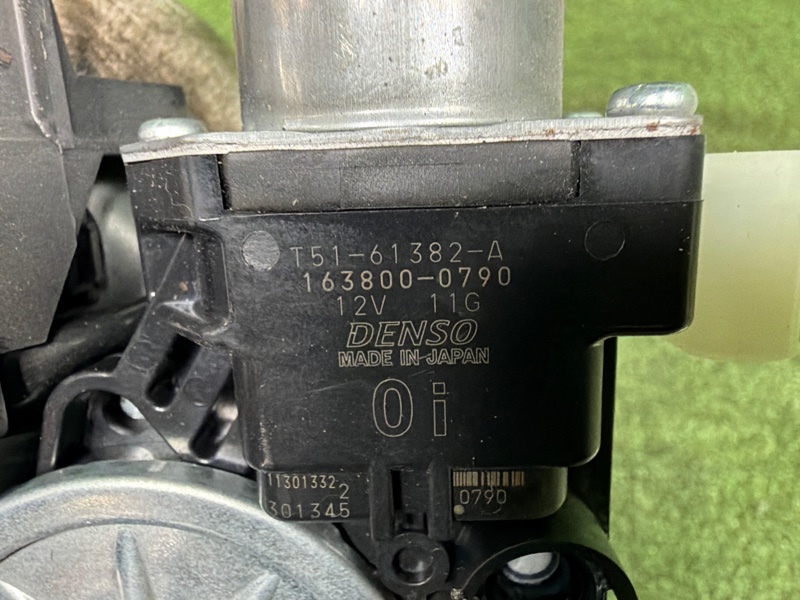 T51-61382-A
163800-0790
12V 11G
DENSO
MADE IN JAPAN
0i
11301332
2
301345
0790